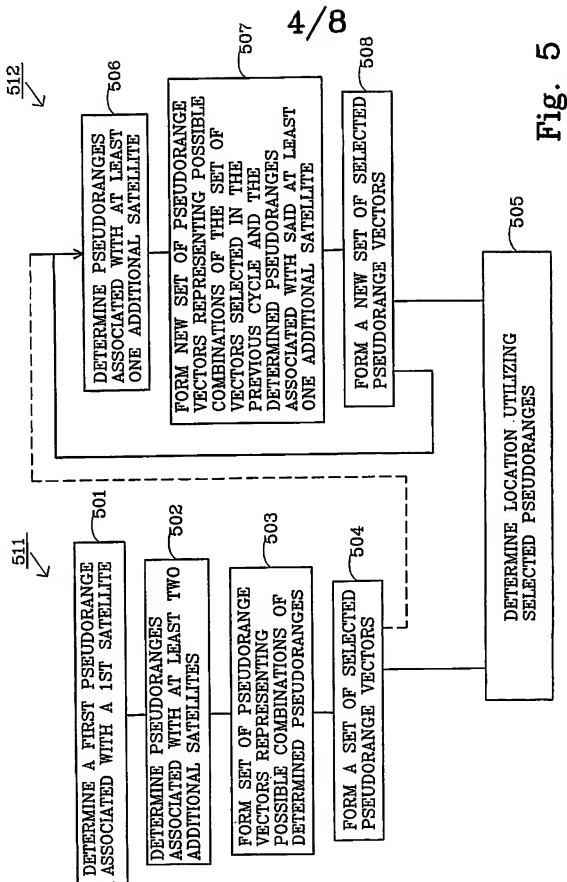 4/8
511
501
DETERMINE A FIRST PSEUDORANGE
ASSOCIATED WITH A 1ST SATELLITE
502
DETERMINE PSEUDORANGES
ASSOCIATED WITH AT LEAST TWO
ADDITIONAL SATELLITES
503
FORM SET OF PSEUDORANGE
VECTORS REPRESENTING
POSSIBLE COMBINATIONS OF
DETERMINED PSEUDORANGES
504
FORM A SET OF SELECTED
PSEUDORANGE VECTORS
512
506
DETERMINE PSEUDORANGES
ASSOCIATED WITH AT LEAST
ONE ADDITIONAL SATELLITE
507
FORM NEW SET OF PSEUDORANGE
VECTORS REPRESENTING POSSIBLE
COMBINATIONS OF THE SET OF
VECTORS SELECTED IN THE
PREVIOUS CYCLE AND THE
DETERMINED PSEUDORANGES
ASSOCIATED WITH SAID AT LEAST
ONE ADDITIONAL SATELLITE
508
FORM A NEW SET OF SELECTED
PSEUDORANGE VECTORS
505
DETERMINE LOCATION UTILIZING
SELECTED PSEUDORANGES
Fig. 5